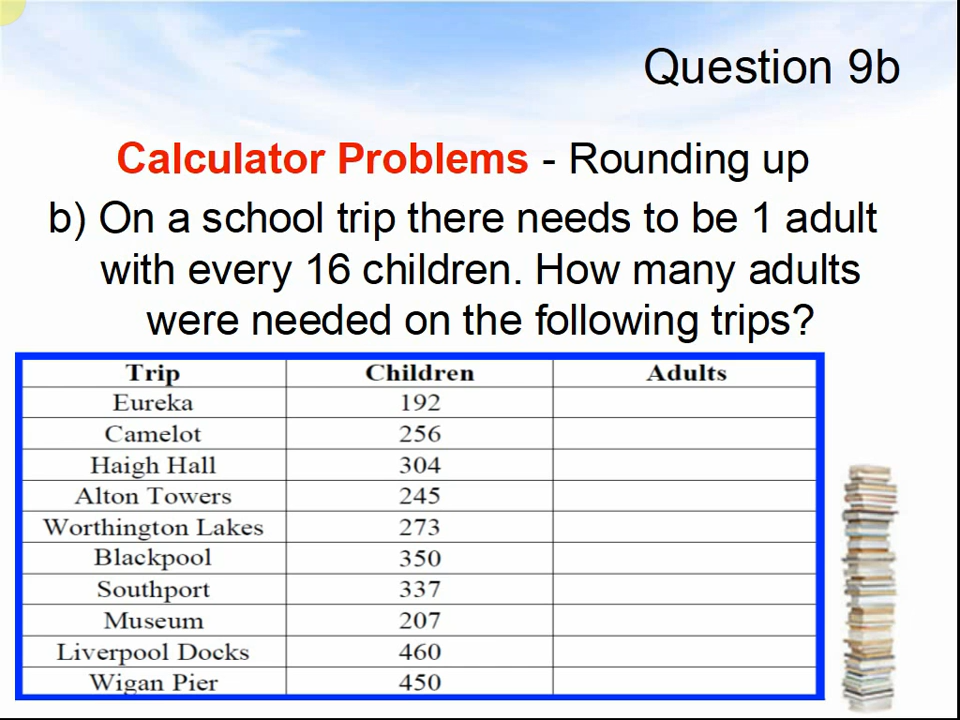 Question 9b
Calculator Problems - Rounding up
b) On a school trip there needs to be 1 adult
with every 16 children. How many adults
were needed on the following trips?
Trip Children Adults
Eureka 192
Camelot 256
Haigh Hall 304
Alton Towers 245
Worthington Lakes 273
Blackpool 350
Southport 337
Museum 207
Liverpool Docks 460
Wigan Pier 450